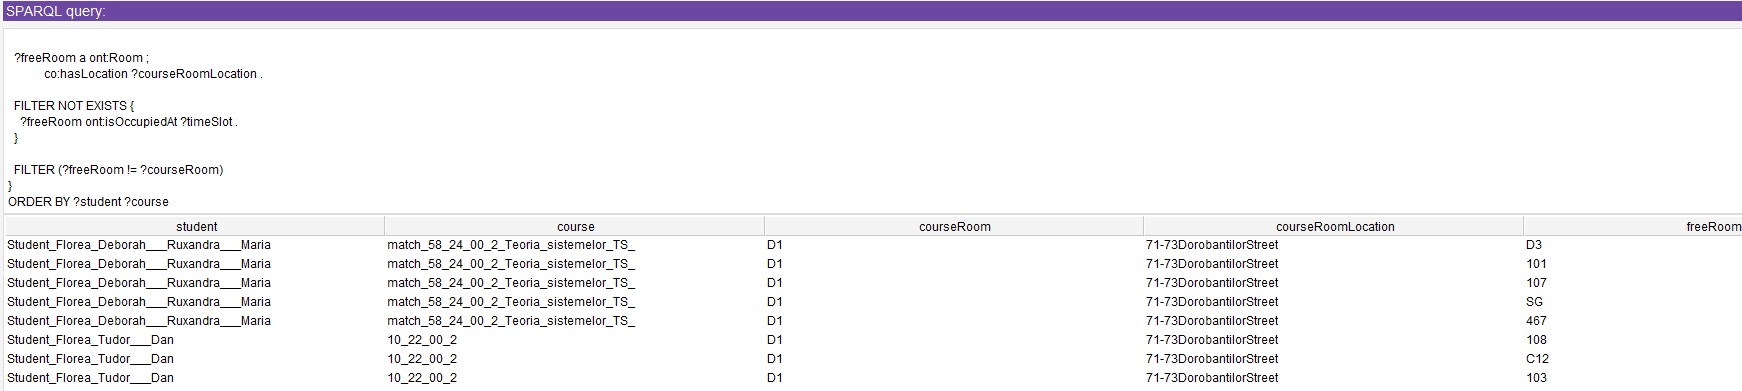 SPARQL query:
?freeRoom a ont:Room ;
co:hasLocation ?courseRoomLocation .
FILTER NOT EXISTS {
?freeRoom ont:isOccupiedAt ?timeSlot .
}
FILTER (?freeRoom != ?courseRoom)
}
ORDER BY ?student ?course
student course courseRoom courseRoomLocation freeRoom
Student_Florea_Deborah___Ruxandra___Maria match_58_24_00_2_Teoria_sistemelor_TS_ D1 71-73DorobantilorStreet D3
Student_Florea_Deborah___Ruxandra___Maria match_58_24_00_2_Teoria_sistemelor_TS_ D1 71-73DorobantilorStreet 101
Student_Florea_Deborah___Ruxandra___Maria match_58_24_00_2_Teoria_sistemelor_TS_ D1 71-73DorobantilorStreet 107
Student_Florea_Deborah___Ruxandra___Maria match_58_24_00_2_Teoria_sistemelor_TS_ D1 71-73DorobantilorStreet SG
Student_Florea_Deborah___Ruxandra___Maria match_58_24_00_2_Teoria_sistemelor_TS_ D1 71-73DorobantilorStreet 467
Student_Florea_Tudor___Dan 10_22_00_2 D1 71-73DorobantilorStreet 108
Student_Florea_Tudor___Dan 10_22_00_2 D1 71-73DorobantilorStreet C12
Student_Florea_Tudor___Dan 10_22_00_2 D1 71-73DorobantilorStreet 103